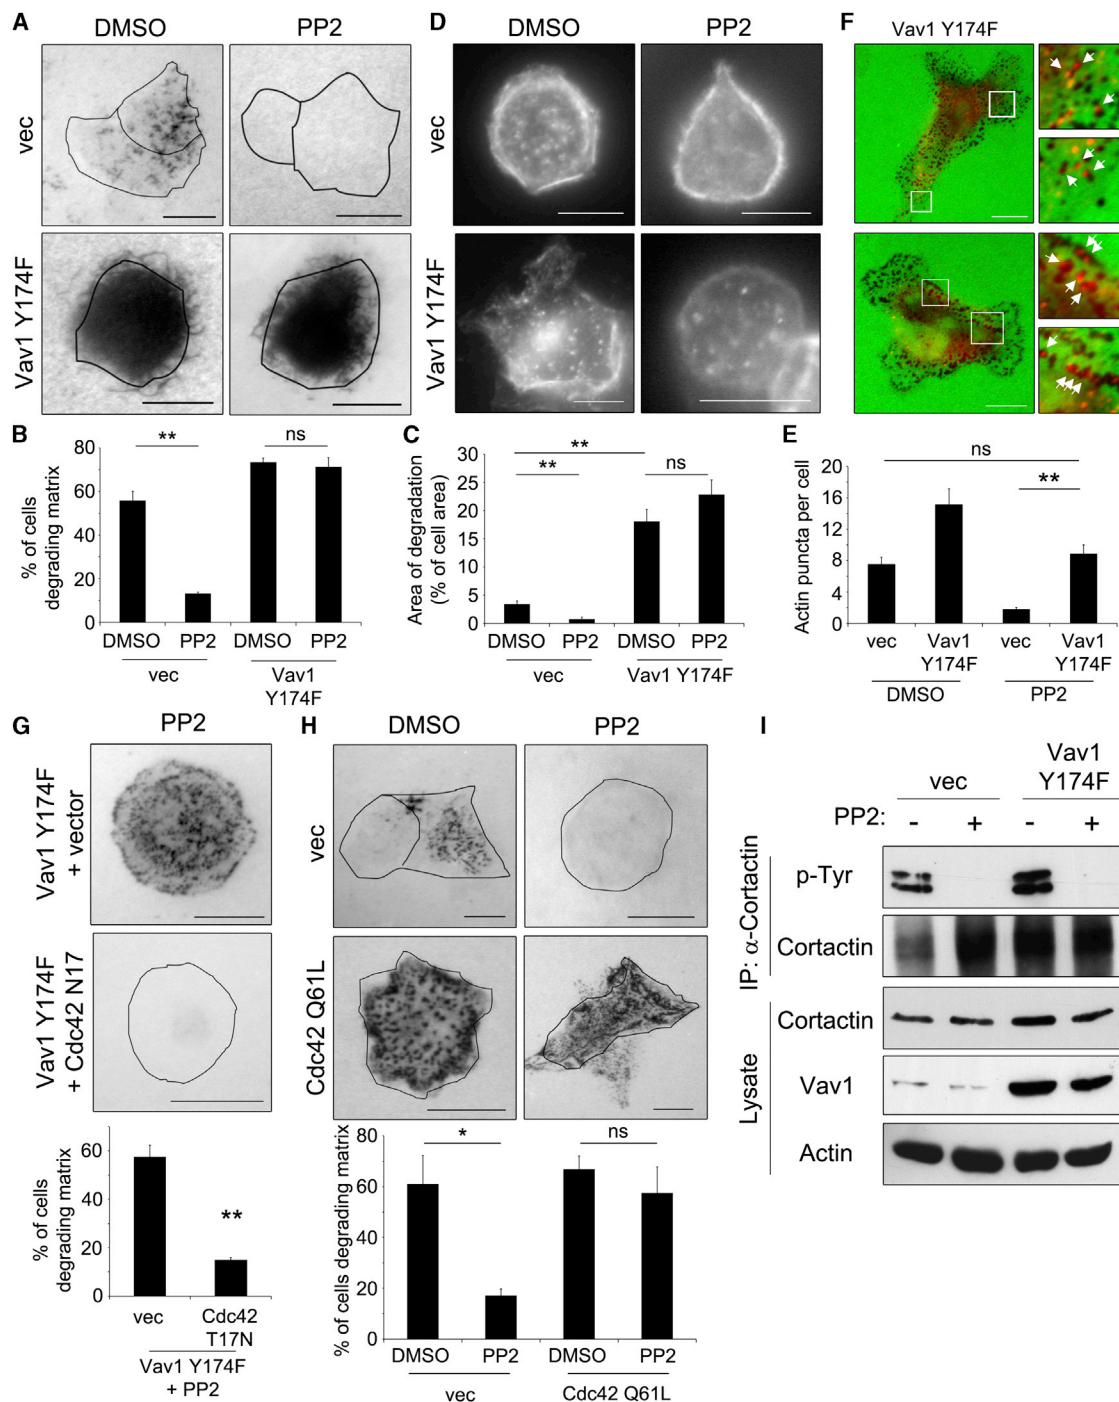 A
DMSO
PP2
vec
Vav1 Y174F
B
% of cells
degrading matrix
80
60
40
20
0
**
ns
DMSO PP2 DMSO PP2
vec
Vav1
Y174F
C
Area of degradation
(% of cell area)
30
25
20
15
10
5
0
**
**
ns
DMSO PP2 DMSO PP2
vec
Vav1 Y174F
D
DMSO
PP2
vec
Vav1 Y174F
E
Actin puncta per cell
20
16
12
8
4
0
ns
**
vec
Vav1
Y174F
vec
Vav1
Y174F
DMSO
PP2
F
Vav1 Y174F
G
PP2
Vav1 Y174F
+ vector
Vav1 Y174F
+ Cdc42 N17
% of cells
degrading matrix
60
40
20
0
**
vec
Cdc42
T17N
Vav1 Y174F
+ PP2
H
DMSO
PP2
vec
Cdc42 Q61L
% of cells degrading matrix
80
60
40
20
0
*
ns
DMSO PP2 DMSO PP2
vec
Cdc42 Q61L
I
vec
Vav1
Y174F
PP2: - + - +
IP: α-Cortactin
p-Tyr
Cortactin
Lysate
Cortactin
Vav1
Actin